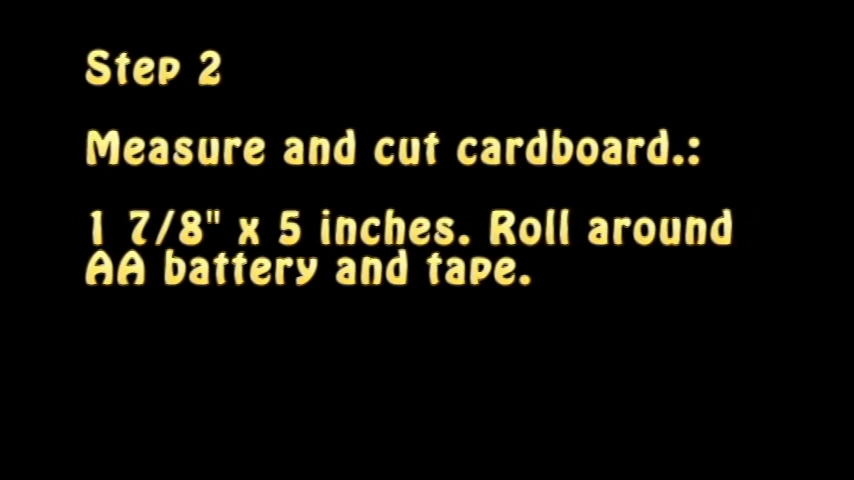 Step 2
Measure and cut cardboard.:
1 7/8" x 5 inches. Roll around
AA battery and tape.